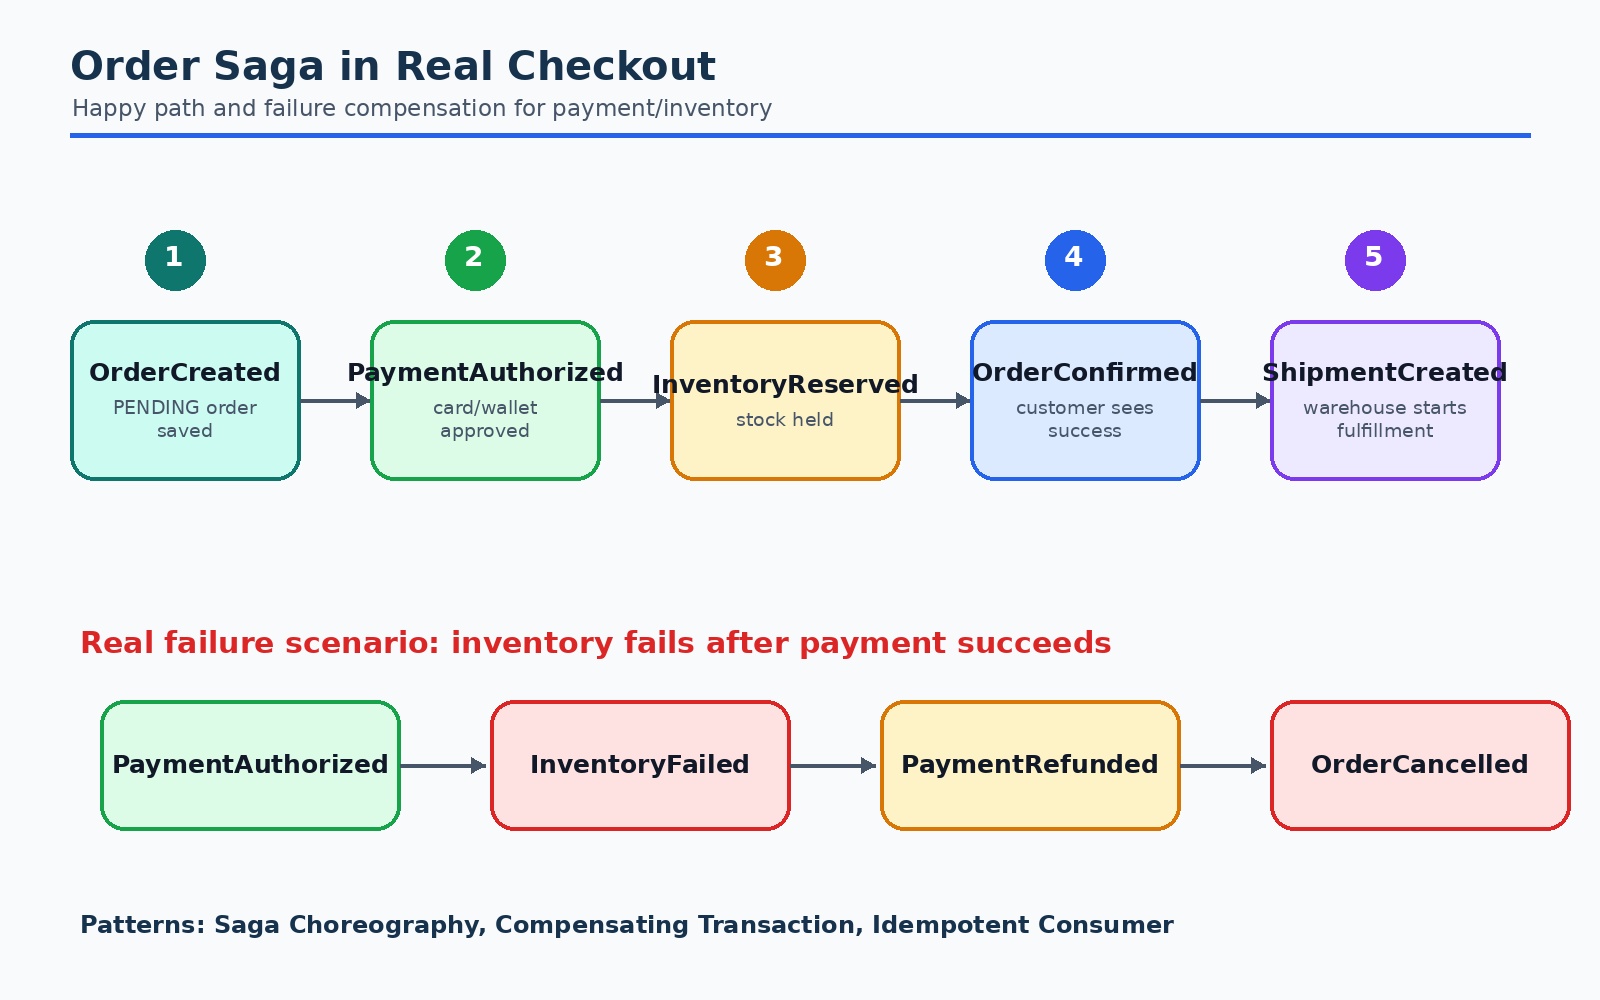 Order Saga in Real Checkout
Happy path and failure compensation for payment/inventory
1
2
3
4
5
OrderCreated
PENDING order
saved
PaymentAuthorized
card/wallet
approved
InventoryReserved
stock held
OrderConfirmed
customer sees
success
ShipmentCreated
warehouse starts
fulfillment
Real failure scenario: inventory fails after payment succeeds
PaymentAuthorized
InventoryFailed
PaymentRefunded
OrderCancelled
Patterns: Saga Choreography, Compensating Transaction, Idempotent Consumer